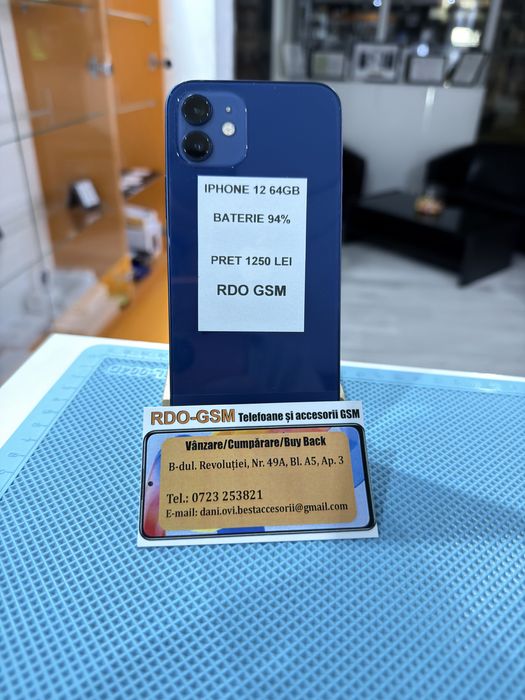 IPHONE 12 64GB
BATERIE 94%
PRET 1250 LEI
RDO GSM
RDO-GSM Telefoane și accesorii GSM
Vânzare/Cumpărare/Buy Back
B-dul. Revoluției, Nr. 49A, Bl. A5, Ap. 3
Tel.: 0723 253821
E-mail: dani.ovi.bestaccesorii@gmail.com